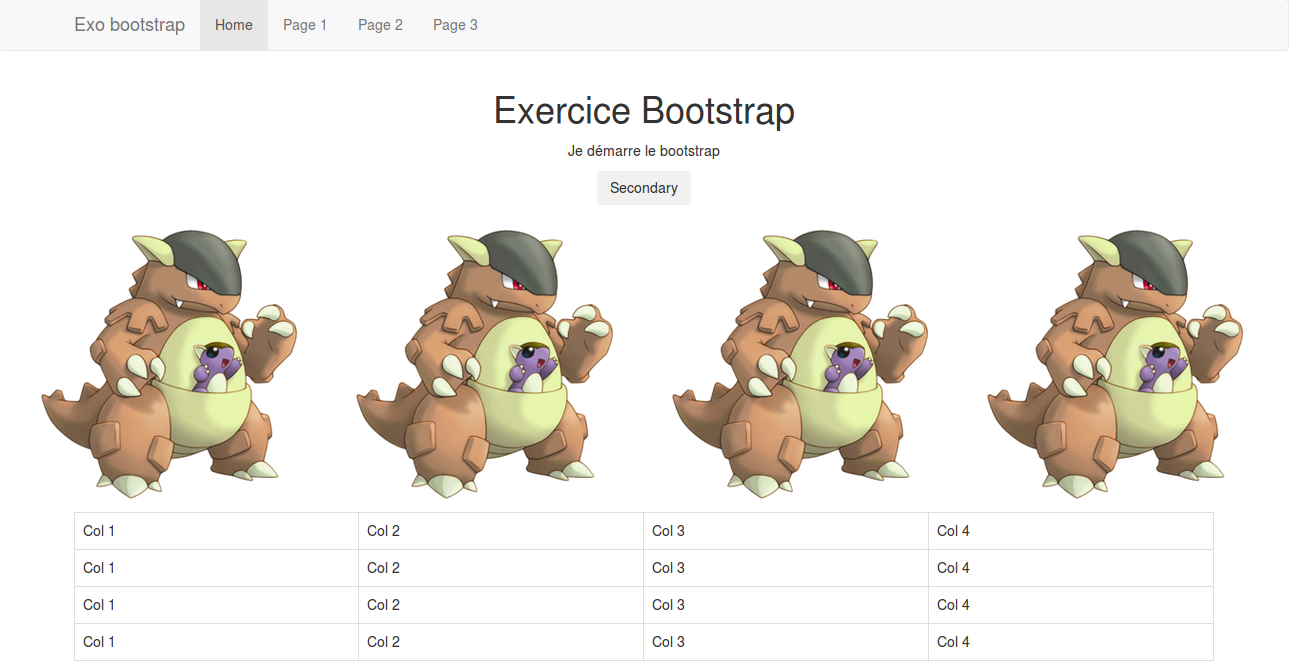 Exo bootstrap Home Page 1 Page 2 Page 3
Exercice Bootstrap
Je démarre le bootstrap
Secondary
Col 1 Col 2 Col 3 Col 4
Col 1 Col 2 Col 3 Col 4
Col 1 Col 2 Col 3 Col 4
Col 1 Col 2 Col 3 Col 4